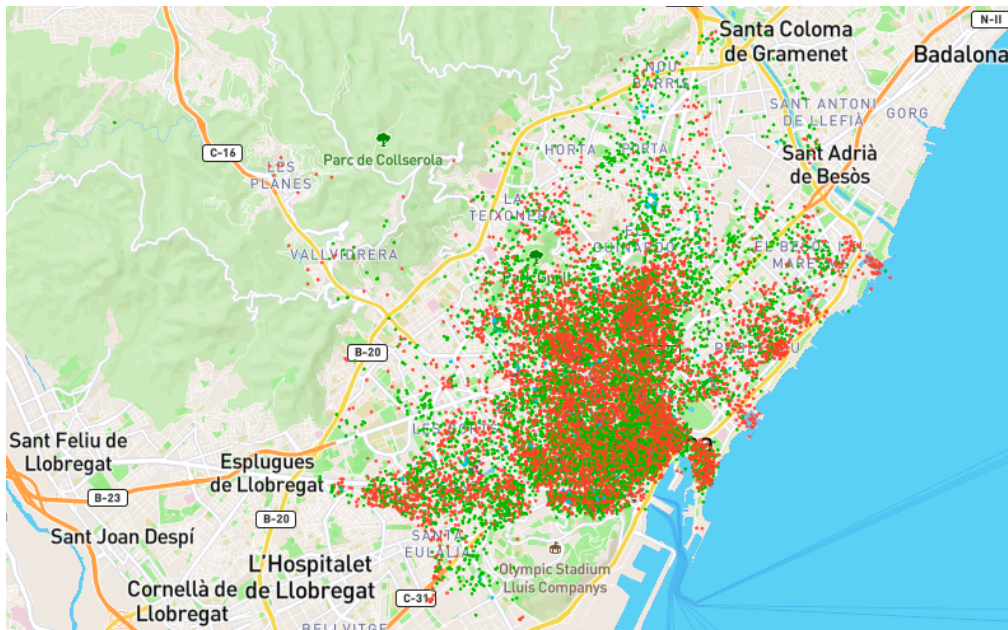 N-II
Santa Coloma
de Gramenet
Badalona
NOU
BARRIS
SANT ANTONI
DE LLEFIÀ
GORG
C-16
Parc de Collserola
HORTA
PORTA
Sant Adrià
de Besòs
LES
PLANES
LA
TEIXONERA
EL
GUINARDÓ
VALLVIDRERA
EL BESÒS I EL
B-20
Sant Feliu de
Llobregat
Esplugues
de Llobregat
B-23
B-20
Sant Joan Despí
SANTA
EULÀLIA
L'Hospitalet
de Llobregat
Olympic Stadium
Lluís Companys
Cornellà de
Llobregat
C-31
BELLVITGE